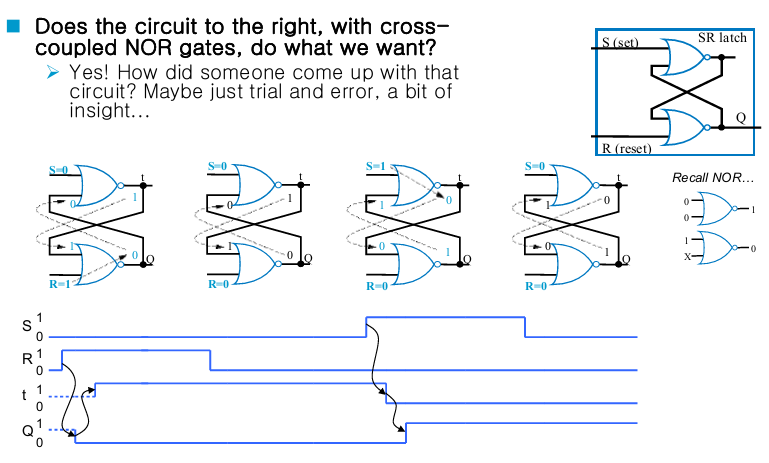 Does the circuit to the right, with cross-
coupled NOR gates, do what we want?
Yes! How did someone come up with that
circuit? Maybe just trial and error, a bit of
insight...
S (set)
SR latch
Q
R (reset)
S=0
t
0
1
1
0
Q
R=1
S=0
t
0
1
1
0
Q
R=0
S=1
t
1
0
0
1
Q
R=0
S=0
t
1
0
0
1
Q
R=0
Recall NOR...
0
0
1
1
X
0
S 1
0
R 1
0
t 1
0
Q 1
0